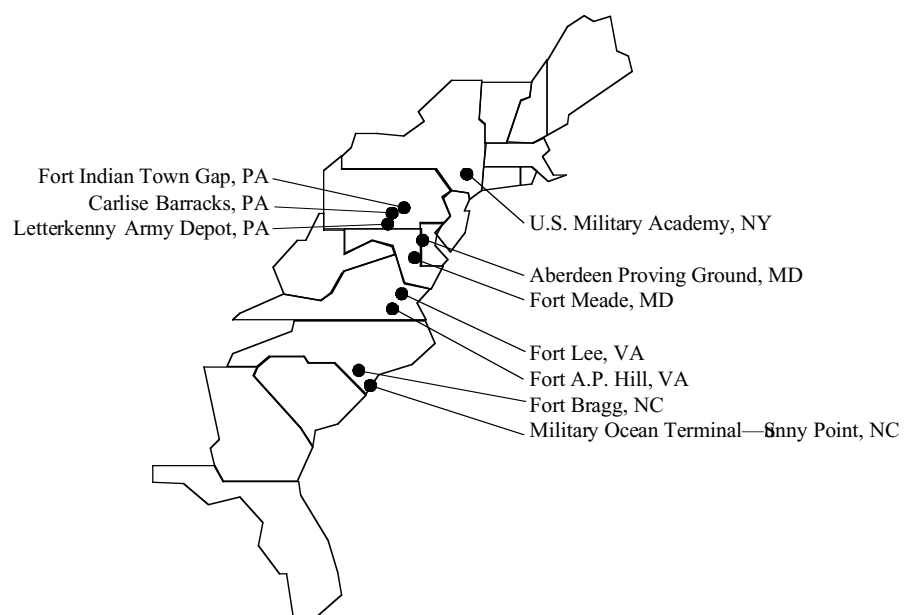 Fort Indian Town Gap, PA
Carlise Barracks, PA
Letterkenny Army Depot, PA
U.S. Military Academy, NY
Aberdeen Proving Ground, MD
Fort Meade, MD
Fort Lee, VA
Fort A.P. Hill, VA
Fort Bragg, NC
Military Ocean Terminal—Sunny Point, NC